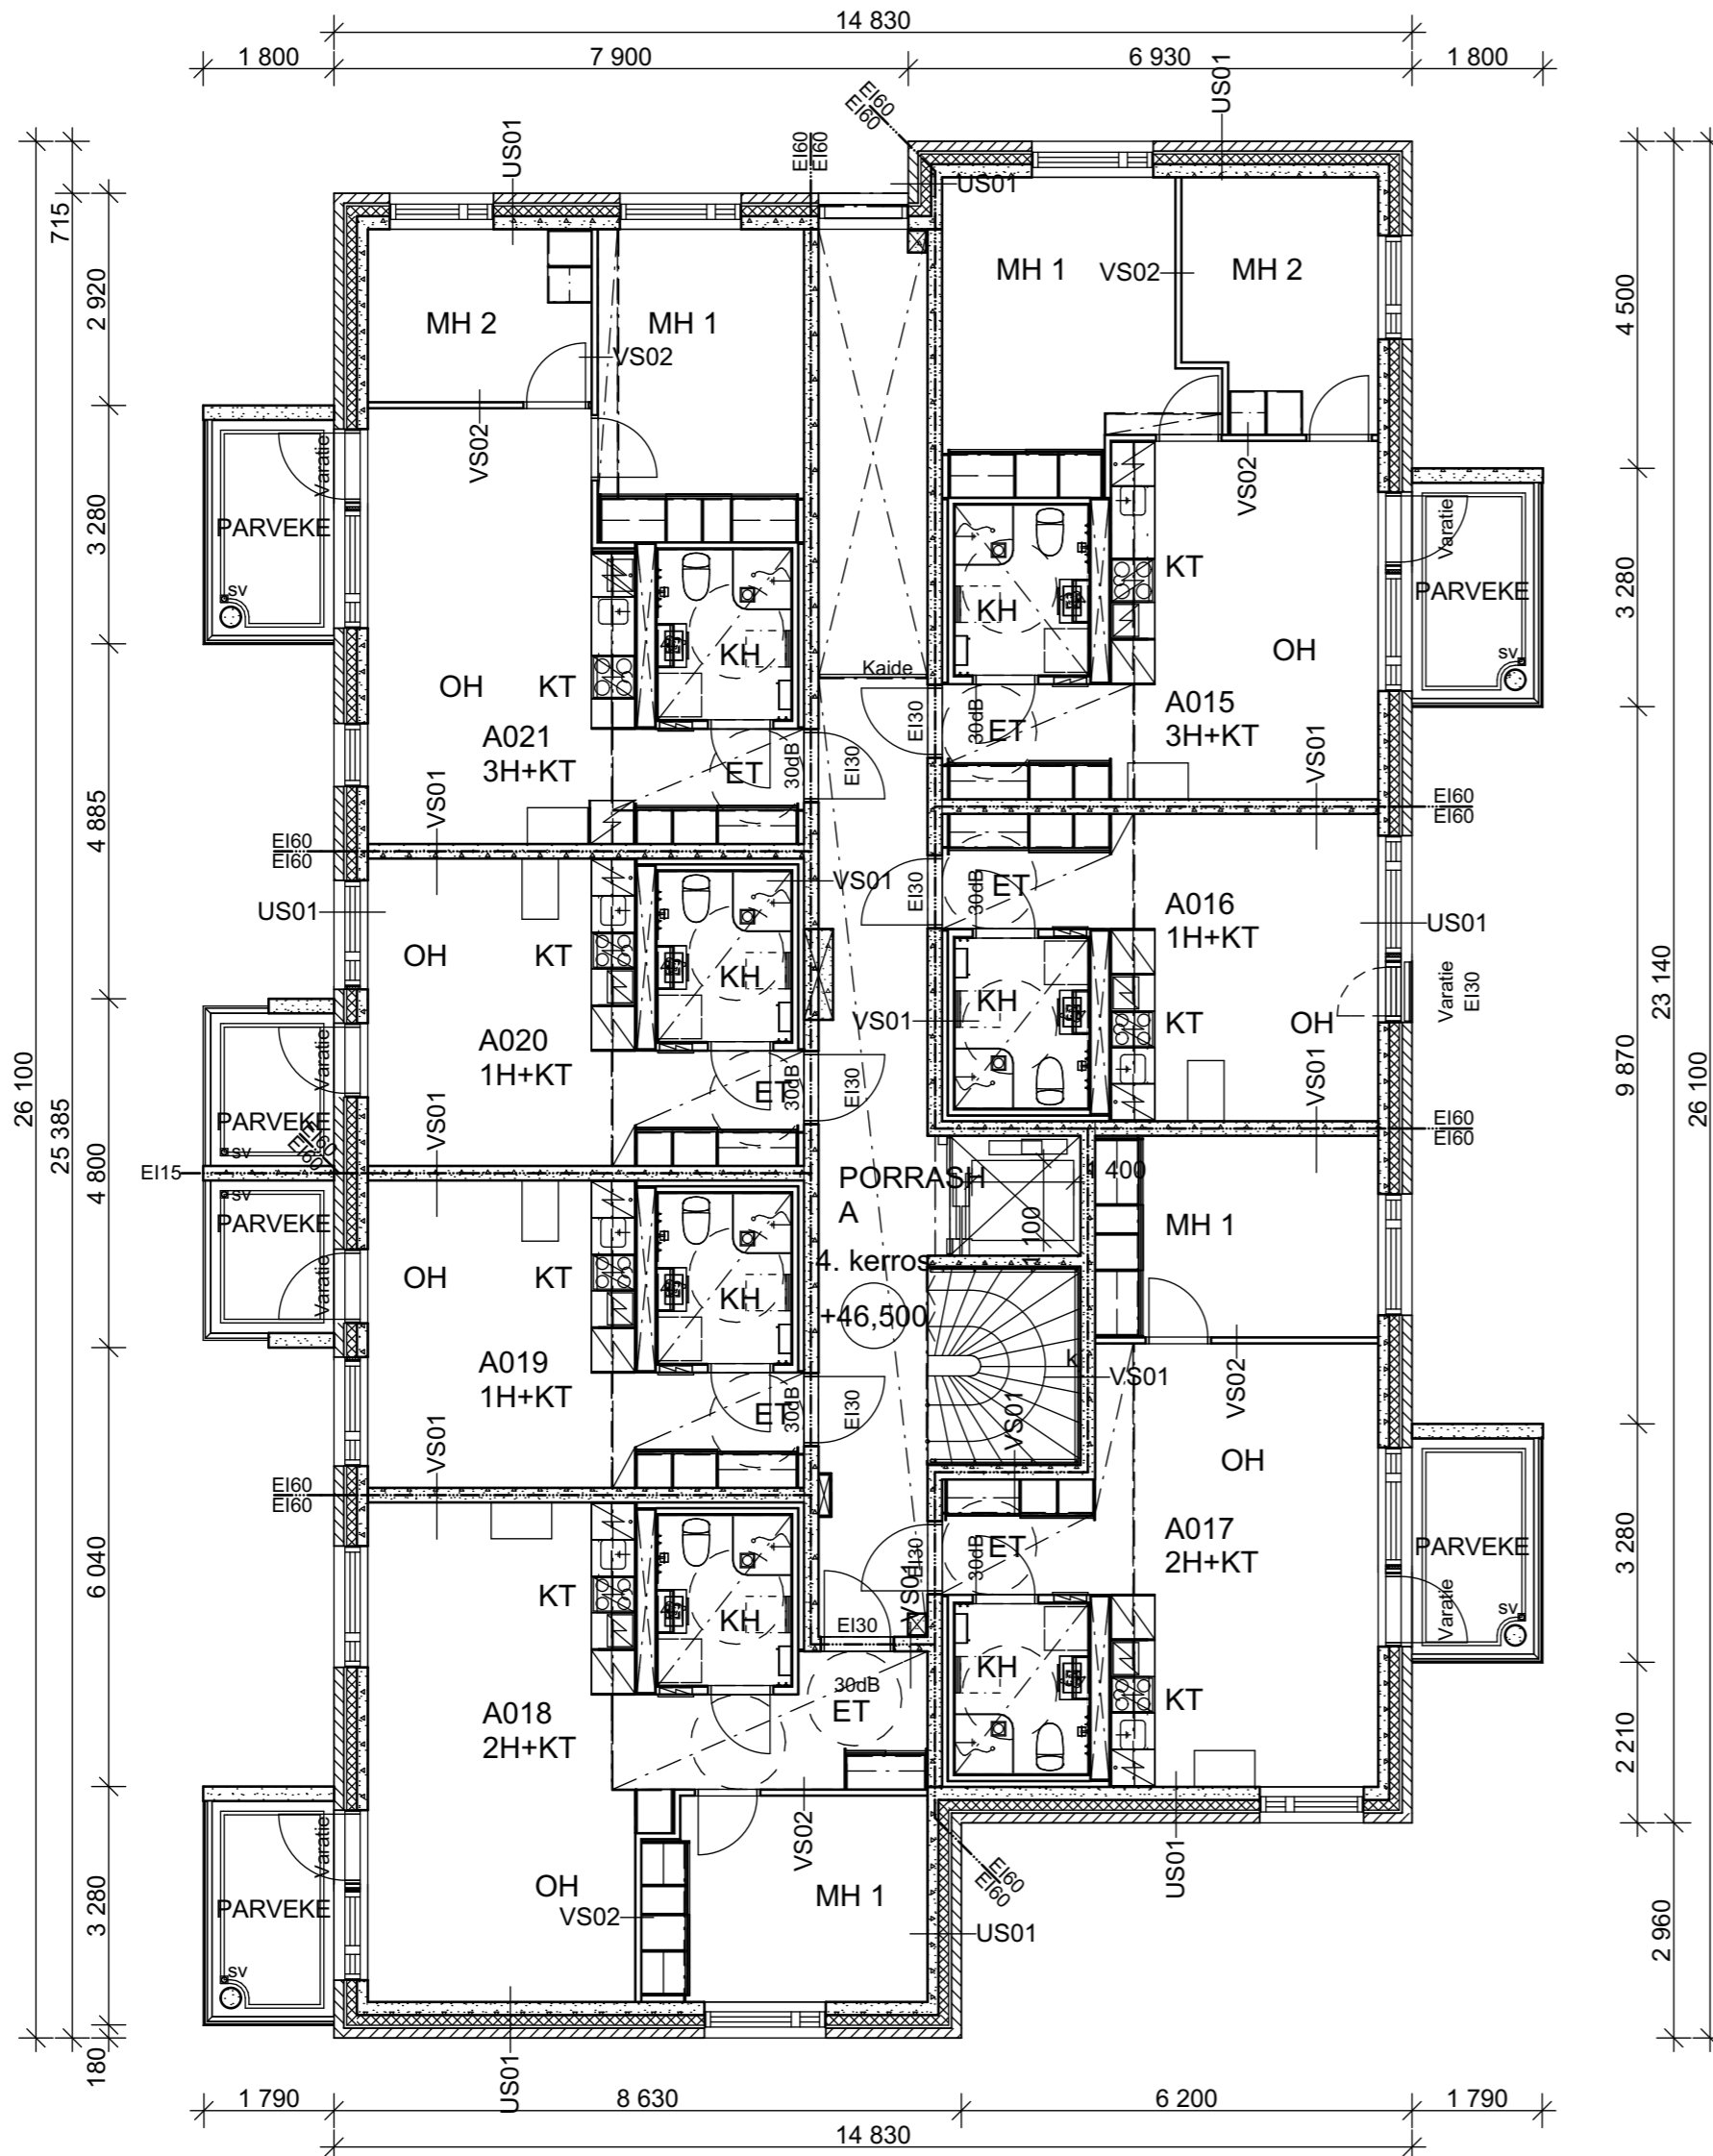 14 830
1 800
7 900
6 930
1 800
US01
US01
EI60
EI60
EI60
EI60
US01
26 100
715
25 385
2 920
3 280
4 885
4 800
6 040
3 280
180
4 500
3 280
9 870
3 280
2 210
23 140
2 960
26 100
MH 2
MH 1
VS02
VS02
MH 1
VS02
MH 2
VS02
Varatie
PARVEKE
sv
OH
KT
KH
A021
3H+KT
ET
30dB
EI30
VS01
Kaide
KH
KT
OH
Varatie
PARVEKE
sv
EI30
30dB
ET
A015
3H+KT
VS01
EI60
EI60
EI60
EI60
US01
OH
KT
KH
VS01
A020
1H+KT
ET
30dB
EI30
VS01
Varatie
PARVEKE
sv
EI60
EI60
EI15
EI30
30dB
ET
A016
1H+KT
US01
KH
VS01
KT
OH
VS01
Varatie
EI30
EI60
EI60
sv
PARVEKE
Varatie
OH
KT
KH
A019
1H+KT
ET
30dB
EI30
VS01
EI60
EI60
PORRASH
A
4. kerros
+46,500
1 400
1 100
k
VS01
VS01
MH 1
VS02
OH
A017
2H+KT
EI30
30dB
ET
VS01
KH
KT
PARVEKE
Varatie
sv
KT
KH
EI30
30dB
ET
A018
2H+KT
VS02
OH
VS02
MH 1
Varatie
PARVEKE
sv
US01
EI60
EI60
US01
US01
1 790
8 630
6 200
1 790
14 830